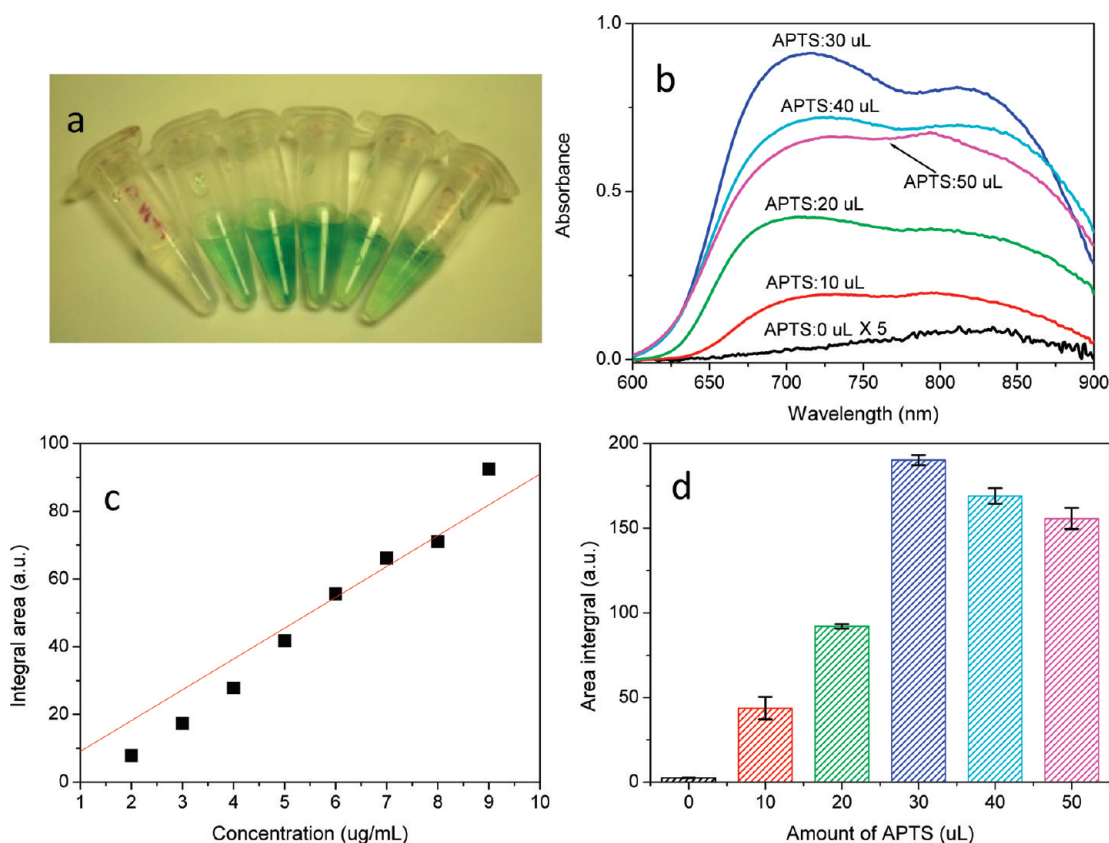 a
b
1.0
0.5
0.0
Absorbance
APTS:30 uL
APTS:40 uL
APTS:50 uL
APTS:20 uL
APTS:10 uL
APTS:0 uL X 5
600 650 700 750 800 850 900
Wavelength (nm)
c
100
80
60
40
20
0
Integral area (a.u.)
1 2 3 4 5 6 7 8 9 10
Concentration (ug/mL)
d
200
150
100
50
0
Area intergral (a.u.)
0 10 20 30 40 50
Amount of APTS (uL)